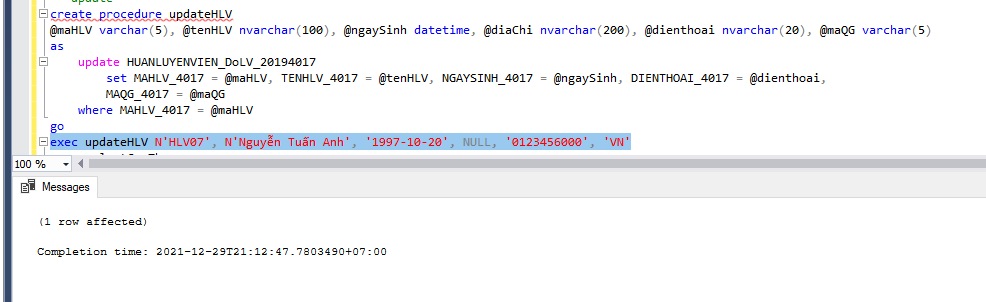 create procedure updateHLV
@maHLV varchar(5), @tenHLV nvarchar(100), @ngaySinh datetime, @diaChi nvarchar(200), @dienthoai nvarchar(20), @maQG varchar(5)
as
update HUANLUYENVIEN_DoLV_20194017
set MAHLV_4017 = @maHLV, TENHLV_4017 = @tenHLV, NGAYSINH_4017 = @ngaySinh, DIENTHOAI_4017 = @dienthoai,
MAQG_4017 = @maQG
where MAHLV_4017 = @maHLV
go
exec updateHLV N'HLV07', N'Nguyễn Tuấn Anh', '1997-10-20', NULL, '0123456000', 'VN'
100 %
Messages
(1 row affected)
Completion time: 2021-12-29T21:12:47.7803490+07:00